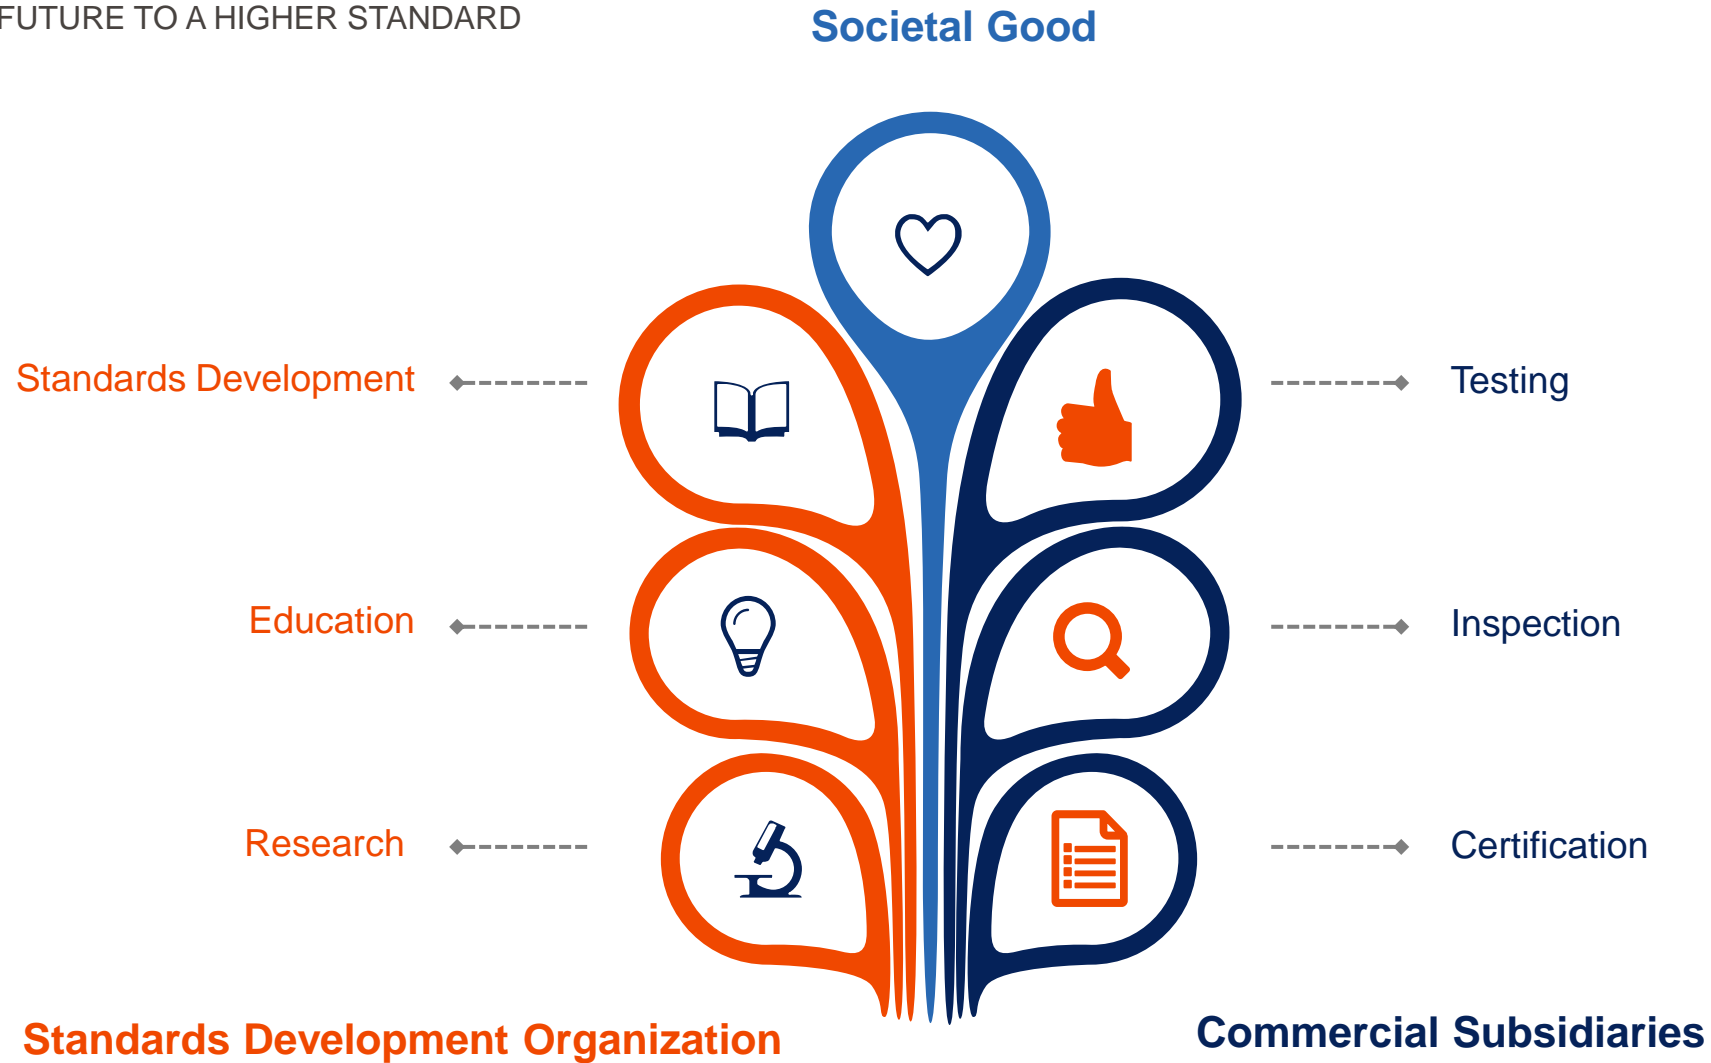 FUTURE TO A HIGHER STANDARD
Societal Good
Standards Development
Testing
Education
Inspection
Research
Certification
Standards Development Organization
Commercial Subsidiaries